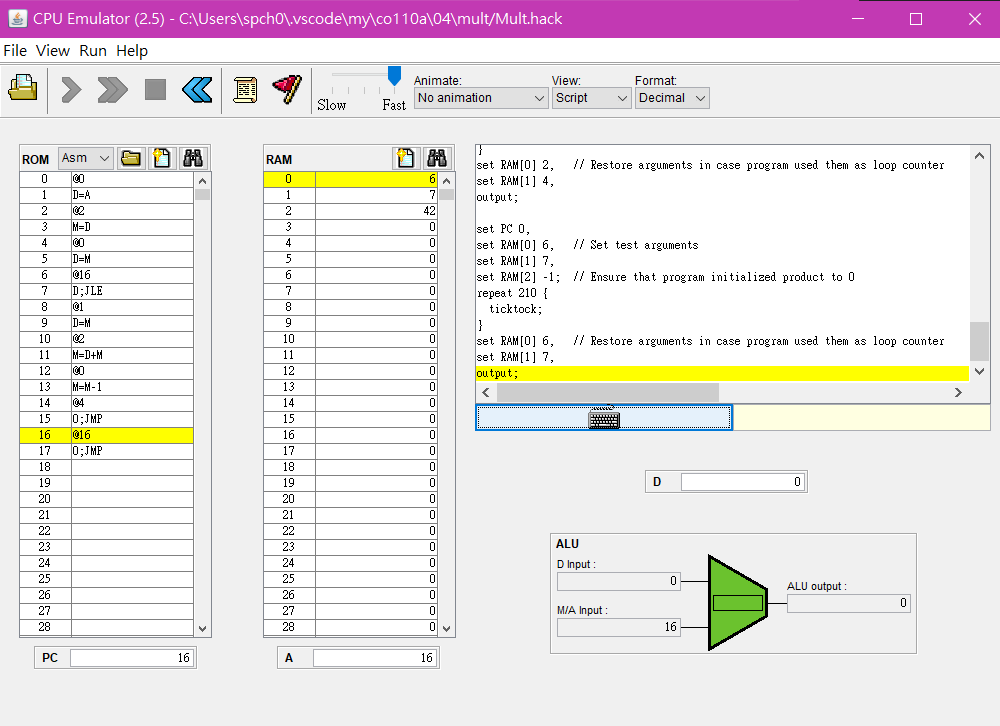 CPU Emulator (2.5) - C:\Users\spch0\.vscode\my\co110a\04\mult/Mult.hack
File View Run Help
Slow Fast
Animate:
No animation
View:
Script
Format:
Decimal
ROM Asm
0 @0
1 D=A
2 @2
3 M=D
4 @0
5 D=M
6 @16
7 D;JLE
8 @1
9 D=M
10 @2
11 M=D+M
12 @0
13 M=M-1
14 @4
15 0;JMP
16 @16
17 0;JMP
18
19
20
21
22
23
24
25
26
27
28
PC 16
RAM
0 6
1 7
2 42
3 0
4 0
5 0
6 0
7 0
8 0
9 0
10 0
11 0
12 0
13 0
14 0
15 0
16 0
17 0
18 0
19 0
20 0
21 0
22 0
23 0
24 0
25 0
26 0
27 0
28 0
A 16
}
set RAM[0] 2,   // Restore arguments in case program used them as loop counter
set RAM[1] 4,
output;
set PC 0,
set RAM[0] 6,   // Set test arguments
set RAM[1] 7,
set RAM[2] -1;  // Ensure that program initialized product to 0
repeat 210 {
  ticktock;
}
set RAM[0] 6,   // Restore arguments in case program used them as loop counter
set RAM[1] 7,
output;
D 0
ALU
D Input :
0
M/A Input :
16
ALU output :
0